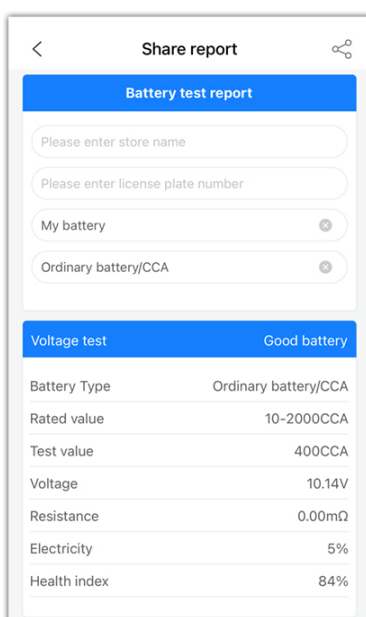 Share report
Battery test report
Please enter store name
Please enter license plate number
My battery
Ordinary battery/CCA
Voltage test Good battery
Battery Type Ordinary battery/CCA
Rated value 10-2000CCA
Test value 400CCA
Voltage 10.14V
Resistance 0.00mΩ
Electricity 5%
Health index 84%